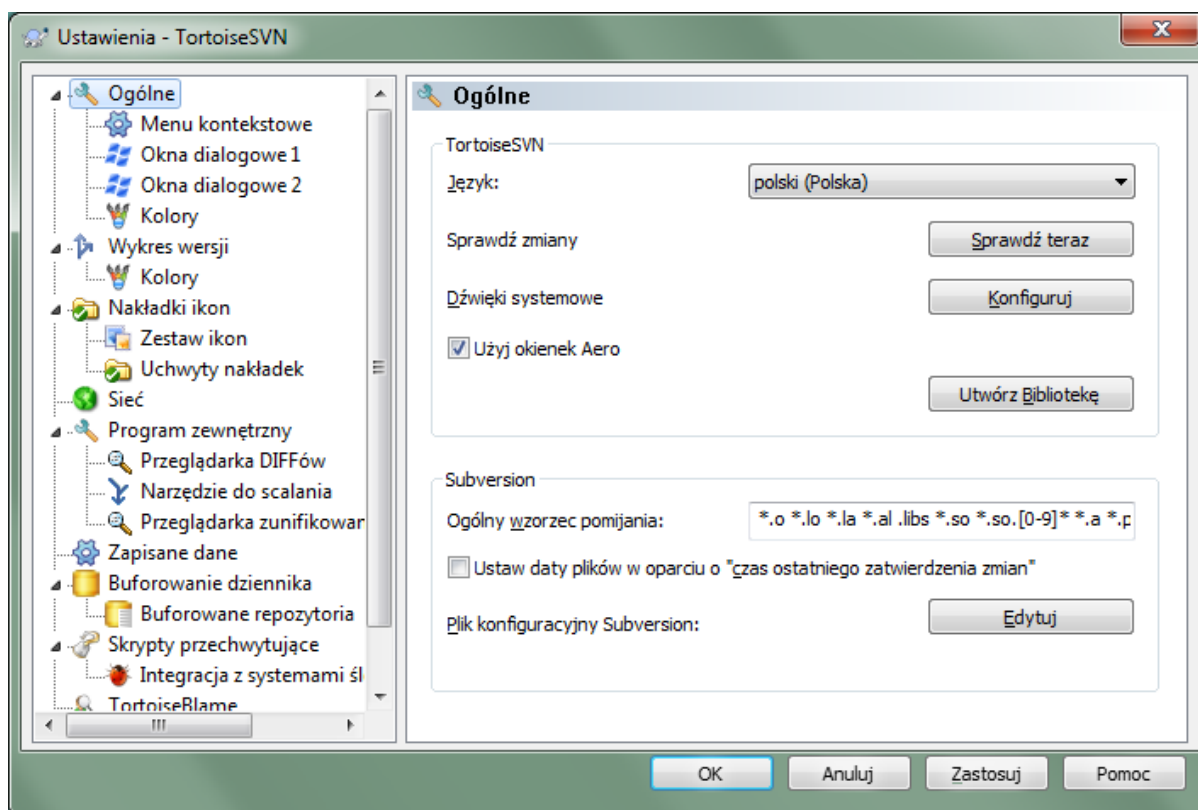 Ustawienia - TortoiseSVN
Ogólne
Menu kontekstowe
Okna dialogowe 1
Okna dialogowe 2
Kolory
Wykres wersji
Kolory
Nakładki ikon
Zestaw ikon
Uchwyty nakładek
Sieć
Program zewnętrzny
Przeglądarka DIFFów
Narzędzie do scalania
Przeglądarka zunifikowar
Zapisane dane
Buforowanie dziennika
Buforowane repozytoria
Skrypty przechwytujące
Integracja z systemami śl
TortoiseBlame
Ogólne
TortoiseSVN
Język:
polski (Polska)
Sprawdź zmiany
Sprawdź teraz
Dźwięki systemowe
Konfiguruj
Użyj okienek Aero
Utwórz Bibliotekę
Subversion
Ogólny wzorzec pomijania:
*.o *.lo *.la *.al .libs *.so *.so.[0-9]* *.a *.p
Ustaw daty plików w oparciu o "czas ostatniego zatwierdzenia zmian"
Plik konfiguracyjny Subversion:
Edytuj
OK
Anuluj
Zastosuj
Pomoc